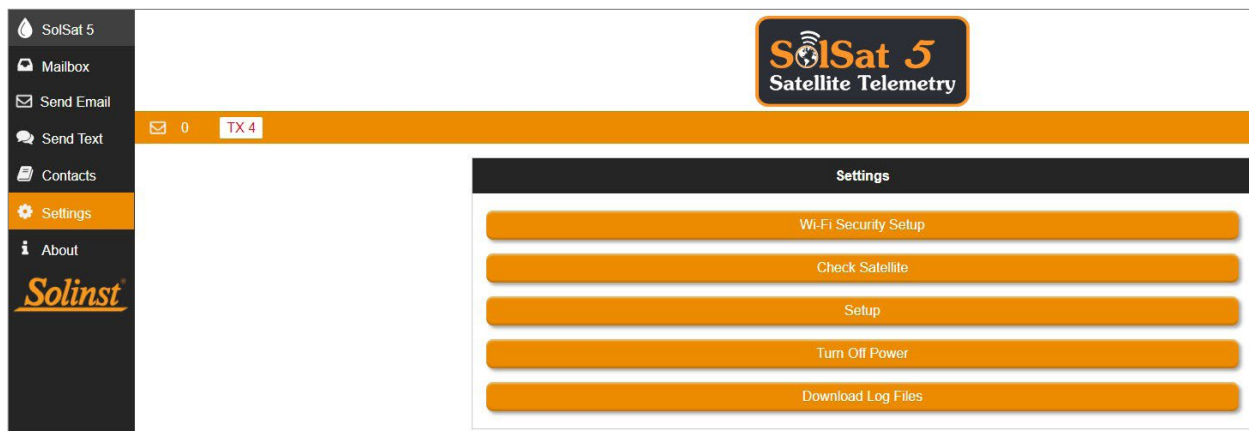 SolSat 5
Mailbox
Send Email
Send Text
Contacts
Settings
About
Solinst
SolSat 5
Satellite Telemetry
0 TX 4
Settings
Wi-Fi Security Setup
Check Satellite
Setup
Turn Off Power
Download Log Files